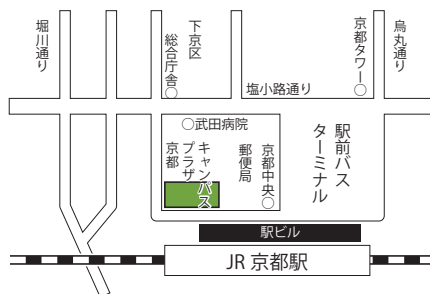 堀川通り
下京区
総合庁舎○
京都タワー○
烏丸通り
塩小路通り
○武田病院
キャンパス
プラザ
京都
京都中央○
郵便局
駅前バス
ターミナル
駅ビル
JR 京都駅